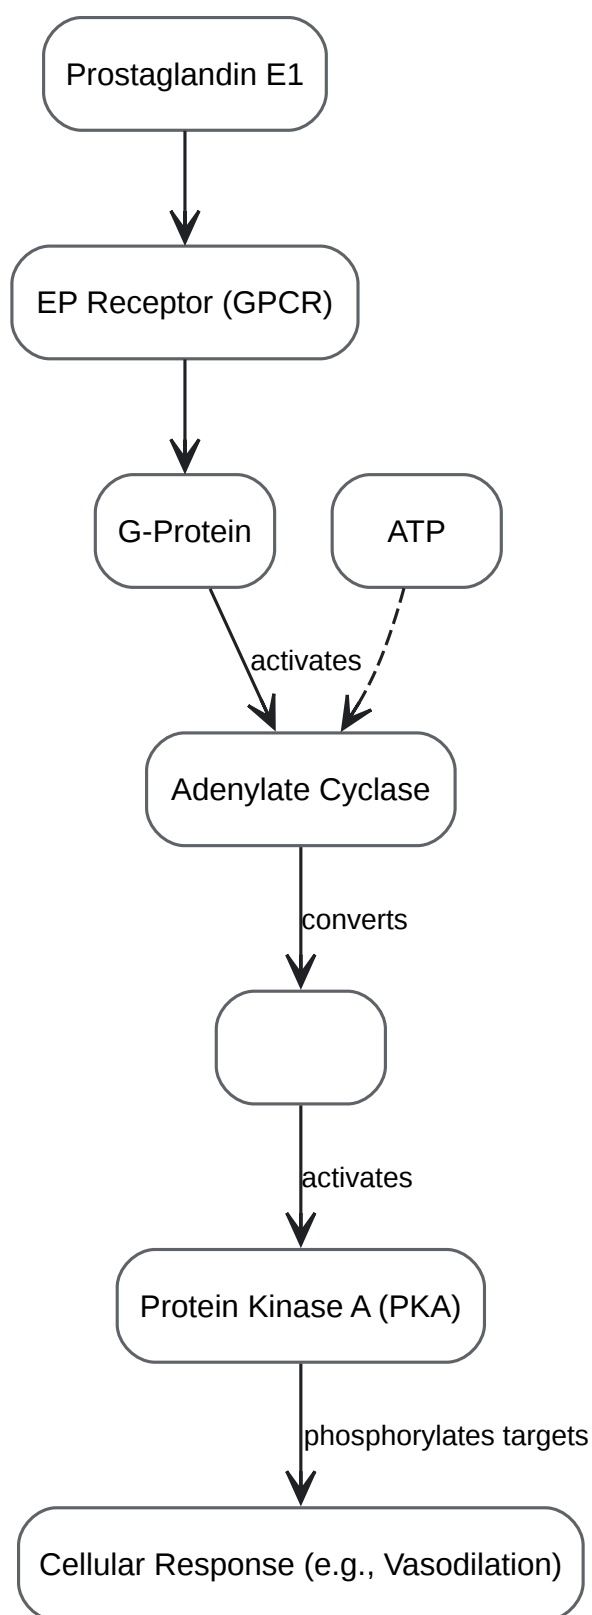 Prostaglandin E1
EP Receptor (GPCR)
G-Protein
ATP
activates
Adenylate Cyclase
converts
activates
Protein Kinase A (PKA)
phosphorylates targets
Cellular Response (e.g., Vasodilation)